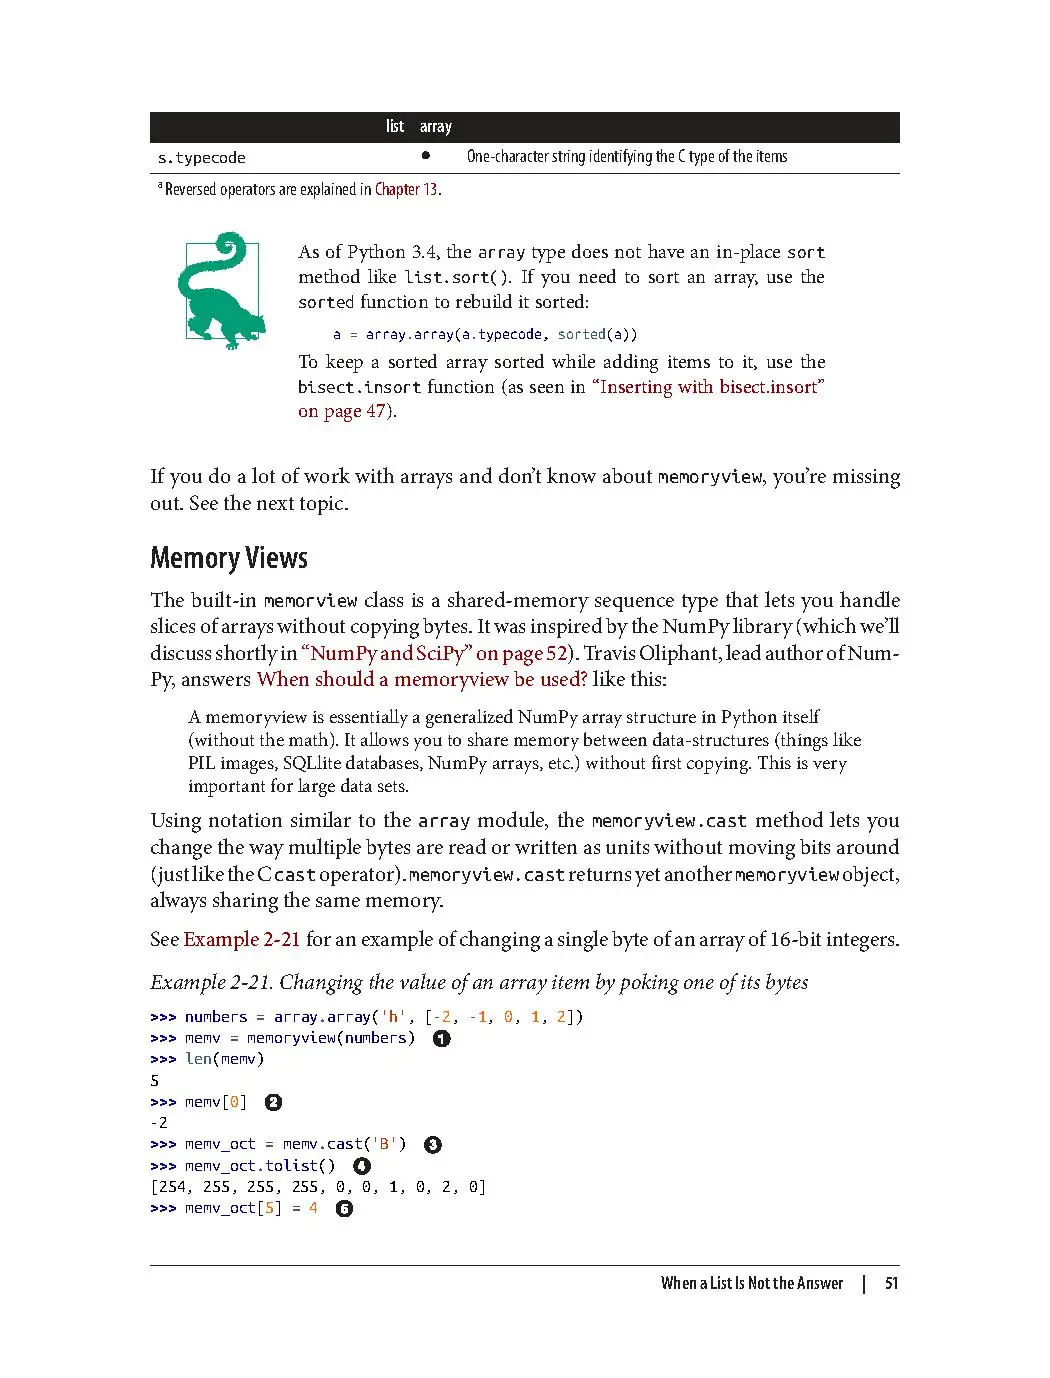 list array
s.typecode ● One-character string identifying the C type of the items
a Reversed operators are explained in Chapter 13.
As of Python 3.4, the array type does not have an in-place sort
method like list.sort(). If you need to sort an array, use the
sorted function to rebuild it sorted:
a = array.array(a.typecode, sorted(a))
To keep a sorted array sorted while adding items to it, use the
bisect.insort function (as seen in “Inserting with bisect.insort”
on page 47).
If you do a lot of work with arrays and don’t know about memoryview, you’re missing
out. See the next topic.
Memory Views
The built-in memorview class is a shared-memory sequence type that lets you handle
slices of arrays without copying bytes. It was inspired by the NumPy library (which we’ll
discuss shortly in “NumPy and SciPy” on page 52). Travis Oliphant, lead author of Num-
Py, answers When should a memoryview be used? like this:
A memoryview is essentially a generalized NumPy array structure in Python itself
(without the math). It allows you to share memory between data-structures (things like
PIL images, SQLlite databases, NumPy arrays, etc.) without first copying. This is very
important for large data sets.
Using notation similar to the array module, the memoryview.cast method lets you
change the way multiple bytes are read or written as units without moving bits around
(just like the C cast operator). memoryview.cast returns yet another memoryview object,
always sharing the same memory.
See Example 2-21 for an example of changing a single byte of an array of 16-bit integers.
Example 2-21. Changing the value of an array item by poking one of its bytes
>>> numbers = array.array('h', [-2, -1, 0, 1, 2])
>>> memv = memoryview(numbers) 1
>>> len(memv)
5
>>> memv[0] 2
-2
>>> memv_oct = memv.cast('B') 3
>>> memv_oct.tolist() 4
[254, 255, 255, 255, 0, 0, 1, 0, 2, 0]
>>> memv_oct[5] = 4 5
When a List Is Not the Answer | 51